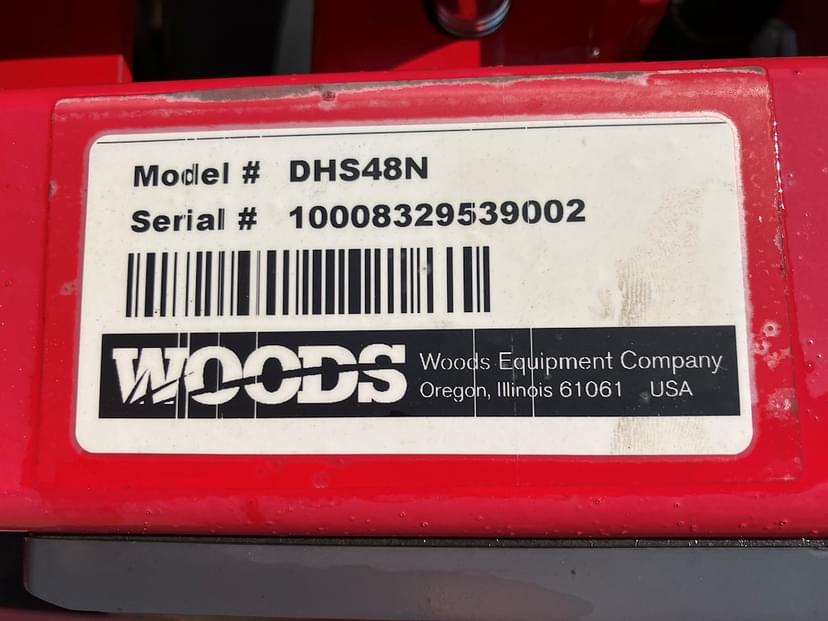 Model # DHS48N
Serial # 10008329539002
WOODS
Woods Equipment Company
Oregon, Illinois 61061 USA